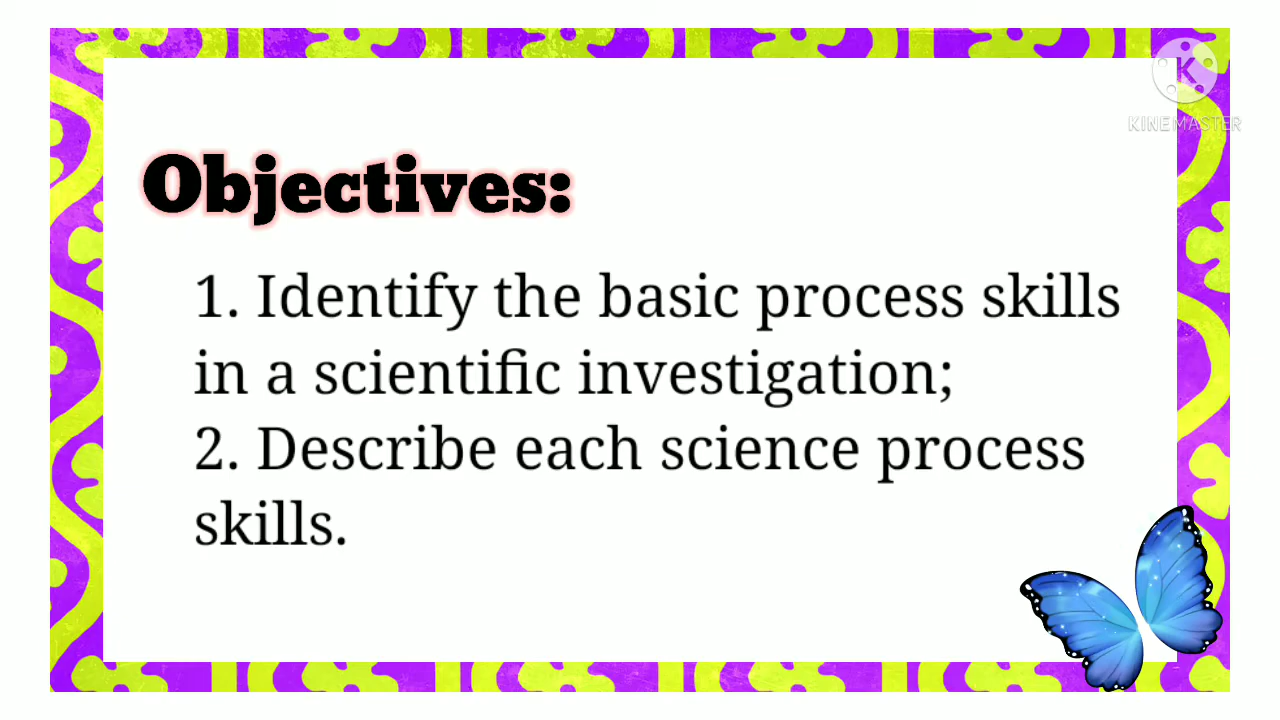 K
KINEMASTER
Objectives:
1. Identify the basic process skills
in a scientific investigation;
2. Describe each science process
skills.